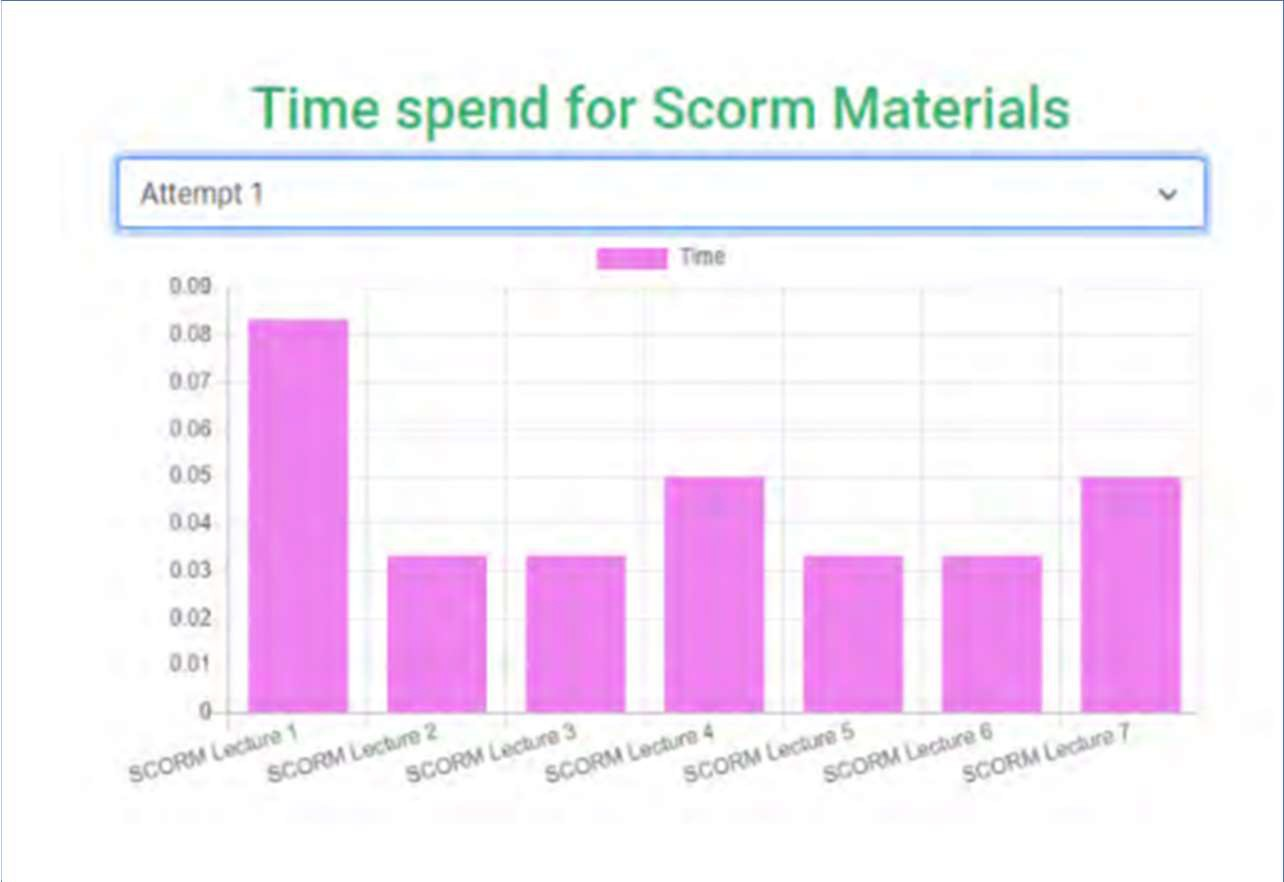 Time spend for Scorm Materials
Attempt 1
Time
0.09
0.08
0.07
0.06
0.05
0.04
0.03
0.02
0.01
0
SCORM Lecture 1
SCORM Lecture 2
SCORM Lecture 3
SCORM Lecture 4
SCORM Lecture 5
SCORM Lecture 6
SCORM Lecture 7